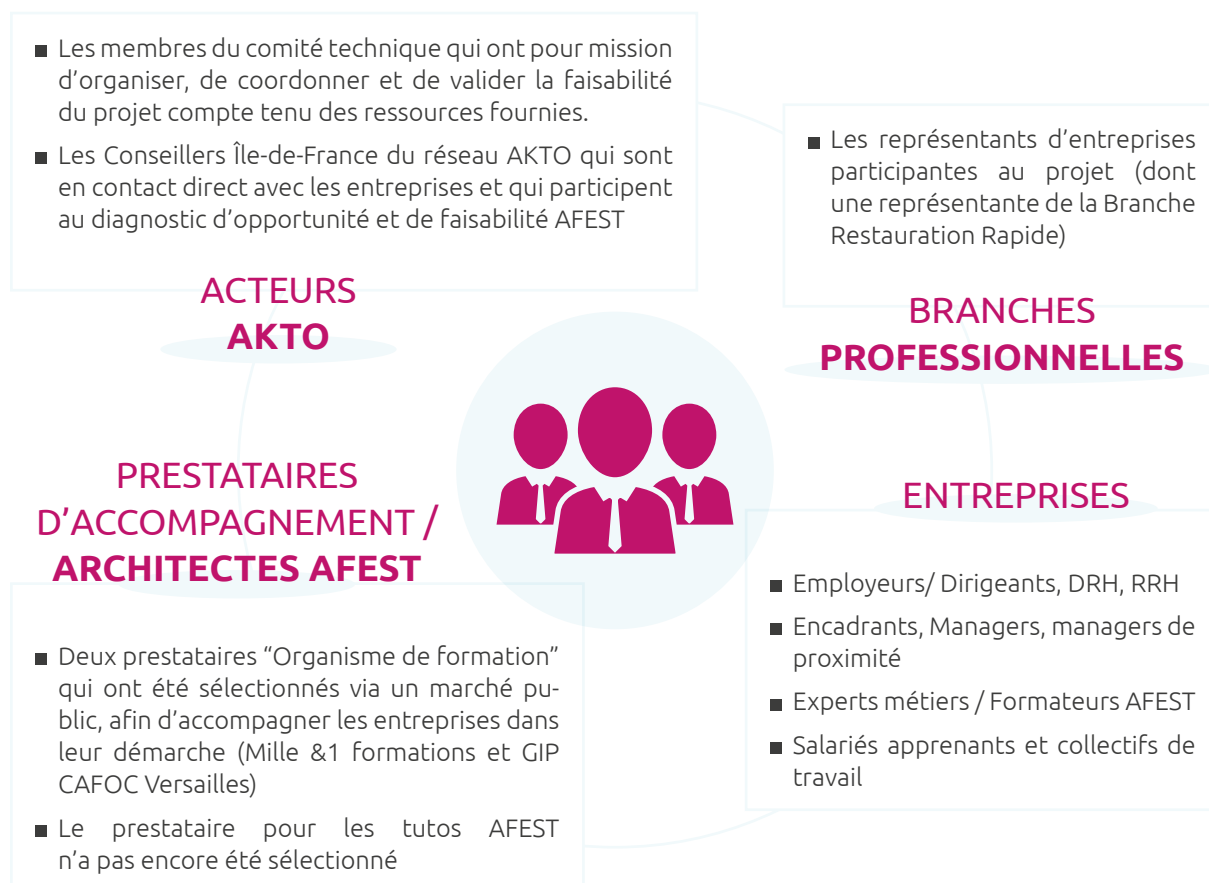 ■ Les membres du comité technique qui ont pour mission
d’organiser, de coordonner et de valider la faisabilité
du projet compte tenu des ressources fournies.
■ Les Conseillers Île-de-France du réseau AKTO qui sont
en contact direct avec les entreprises et qui participent
au diagnostic d’opportunité et de faisabilité AFEST
ACTEURS
AKTO
■ Les représentants d’entreprises
participantes au projet (dont
une représentante de la Branche
Restauration Rapide)
BRANCHES
PROFESSIONNELLES
PRESTATAIRES
D’ACCOMPAGNEMENT /
ARCHITECTES AFEST
■ Deux prestataires “Organisme de formation”
qui ont été sélectionnés via un marché pu-
blic, afin d’accompagner les entreprises dans
leur démarche (Mille &1 formations et GIP
CAFOC Versailles)
■ Le prestataire pour les tutos AFEST
n’a pas encore été sélectionné
ENTREPRISES
■ Employeurs/ Dirigeants, DRH, RRH
■ Encadrants, Managers, managers de
proximité
■ Experts métiers / Formateurs AFEST
■ Salariés apprenants et collectifs de
travail